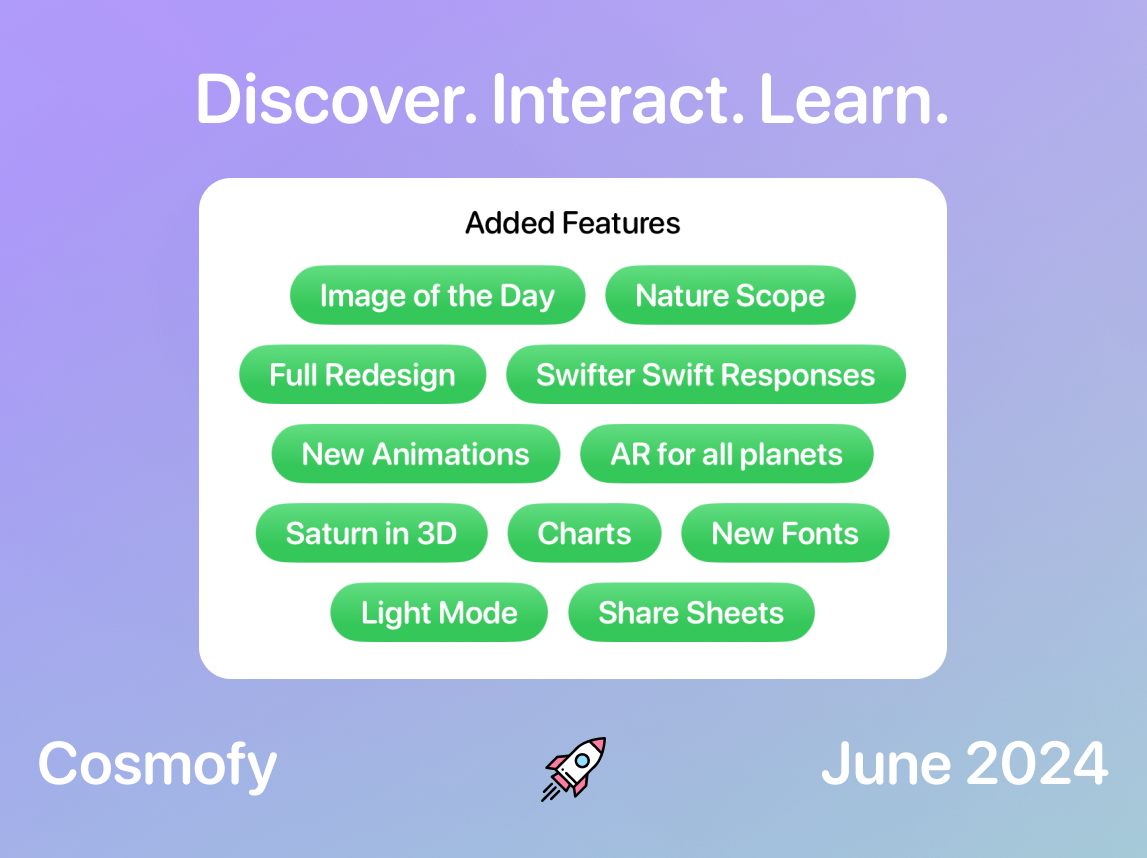 Discover. Interact. Learn.
Added Features
Image of the Day Nature Scope
Full Redesign Swifter Swift Responses
New Animations AR for all planets
Saturn in 3D Charts New Fonts
Light Mode Share Sheets
Cosmofy June 2024